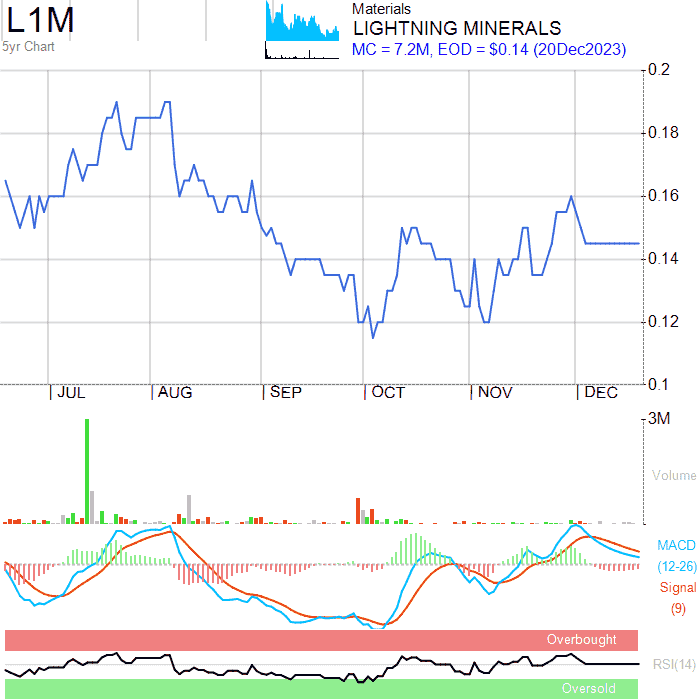 L1M
5yr Chart
Materials
LIGHTNING MINERALS
MC = 7.2M, EOD = $0.14 (20Dec2023)
0.2
0.18
0.16
0.14
0.12
0.1
JUL AUG SEP OCT NOV DEC
3M
Volume
MACD
(12-26)
Signal
(9)
Overbought
RSI(14)
Oversold